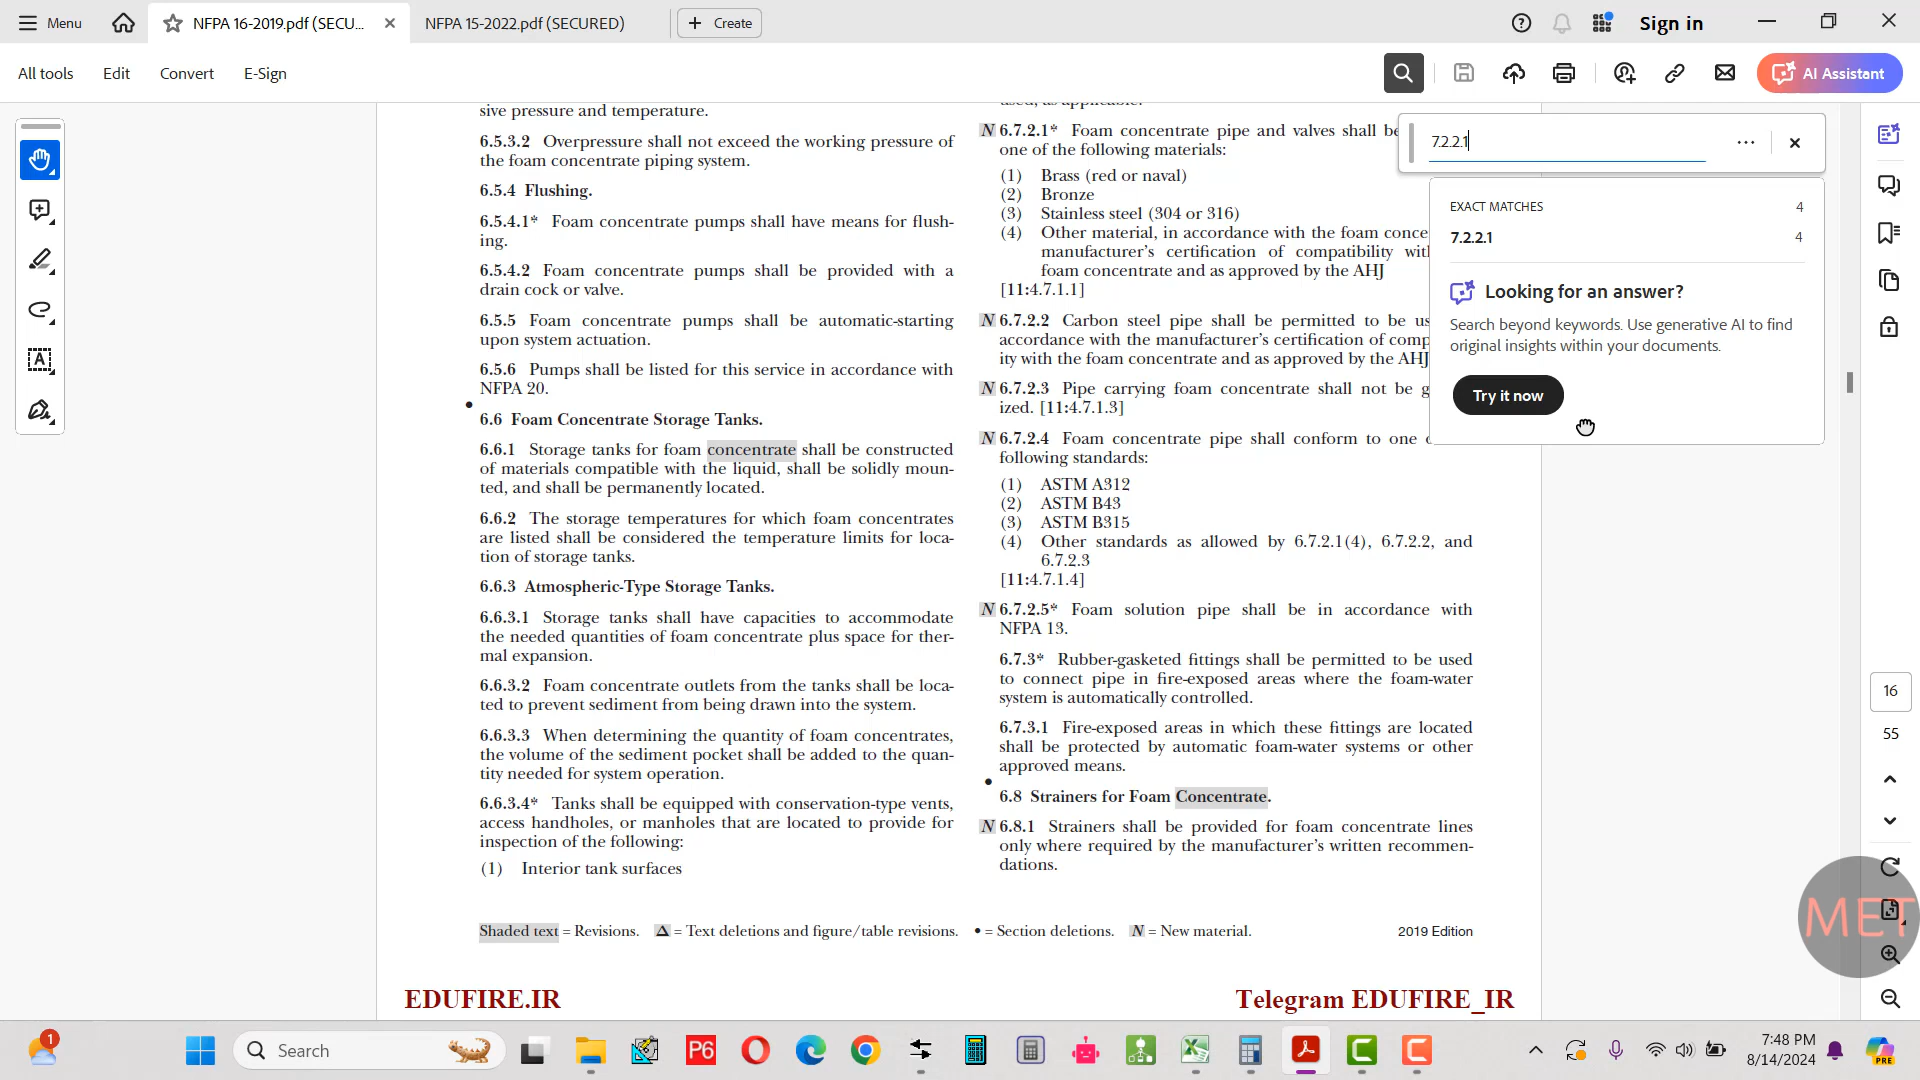 Menu
NFPA 16-2019.pdf (SECU...
NFPA 15-2022.pdf (SECURED)
Create
Sign in
All tools
Edit
Convert
E-Sign
AI Assistant
sive pressure and temperature.
6.5.3.2 Overpressure shall not exceed the working pressure of
the foam concentrate piping system.
6.5.4 Flushing.
6.5.4.1* Foam concentrate pumps shall have means for flush-
ing.
6.5.4.2 Foam concentrate pumps shall be provided with a
drain cock or valve.
6.5.5 Foam concentrate pumps shall be automatic-starting
upon system actuation.
6.5.6 Pumps shall be listed for this service in accordance with
NFPA 20.
• 6.6 Foam Concentrate Storage Tanks.
6.6.1 Storage tanks for foam concentrate shall be constructed
of materials compatible with the liquid, shall be solidly moun-
ted, and shall be permanently located.
6.6.2 The storage temperatures for which foam concentrates
are listed shall be considered the temperature limits for loca-
tion of storage tanks.
6.6.3 Atmospheric-Type Storage Tanks.
6.6.3.1 Storage tanks shall have capacities to accommodate
the needed quantities of foam concentrate plus space for ther-
mal expansion.
6.6.3.2 Foam concentrate outlets from the tanks shall be loca-
ted to prevent sediment from being drawn into the system.
6.6.3.3 When determining the quantity of foam concentrates,
the volume of the sediment pocket shall be added to the quan-
tity needed for system operation.
6.6.3.4* Tanks shall be equipped with conservation-type vents,
access handholes, or manholes that are located to provide for
inspection of the following:
(1) Interior tank surfaces
used, as applicable.
N 6.7.2.1* Foam concentrate pipe and valves shall be
one of the following materials:
(1) Brass (red or naval)
(2) Bronze
(3) Stainless steel (304 or 316)
(4) Other material, in accordance with the foam conce
manufacturer's certification of compatibility with
foam concentrate and as approved by the AHJ
[11:4.7.1.1]
N 6.7.2.2 Carbon steel pipe shall be permitted to be us
accordance with the manufacturer's certification of comp
ity with the foam concentrate and as approved by the AHJ
N 6.7.2.3 Pipe carrying foam concentrate shall not be g
ized. [11:4.7.1.3]
N 6.7.2.4 Foam concentrate pipe shall conform to one
following standards:
(1) ASTM A312
(2) ASTM B43
(3) ASTM B315
(4) Other standards as allowed by 6.7.2.1(4), 6.7.2.2, and
6.7.2.3
[11:4.7.1.4]
N 6.7.2.5* Foam solution pipe shall be in accordance with
NFPA 13.
6.7.3* Rubber-gasketed fittings shall be permitted to be used
to connect pipe in fire-exposed areas where the foam-water
system is automatically controlled.
6.7.3.1 Fire-exposed areas in which these fittings are located
shall be protected by automatic foam-water systems or other
approved means.
• 6.8 Strainers for Foam Concentrate.
N 6.8.1 Strainers shall be provided for foam concentrate lines
only where required by the manufacturer's written recommen-
dations.
Shaded text = Revisions. Δ = Text deletions and figure/table revisions. • = Section deletions. N = New material.
2019 Edition
EDUFIRE.IR
Telegram EDUFIRE_IR
7.2.2.1
EXACT MATCHES 4
7.2.2.1 4
Looking for an answer?
Search beyond keywords. Use generative AI to find
original insights within your documents.
Try it now
16
55
MET
1
Search
P6
7:48 PM
8/14/2024
PRE